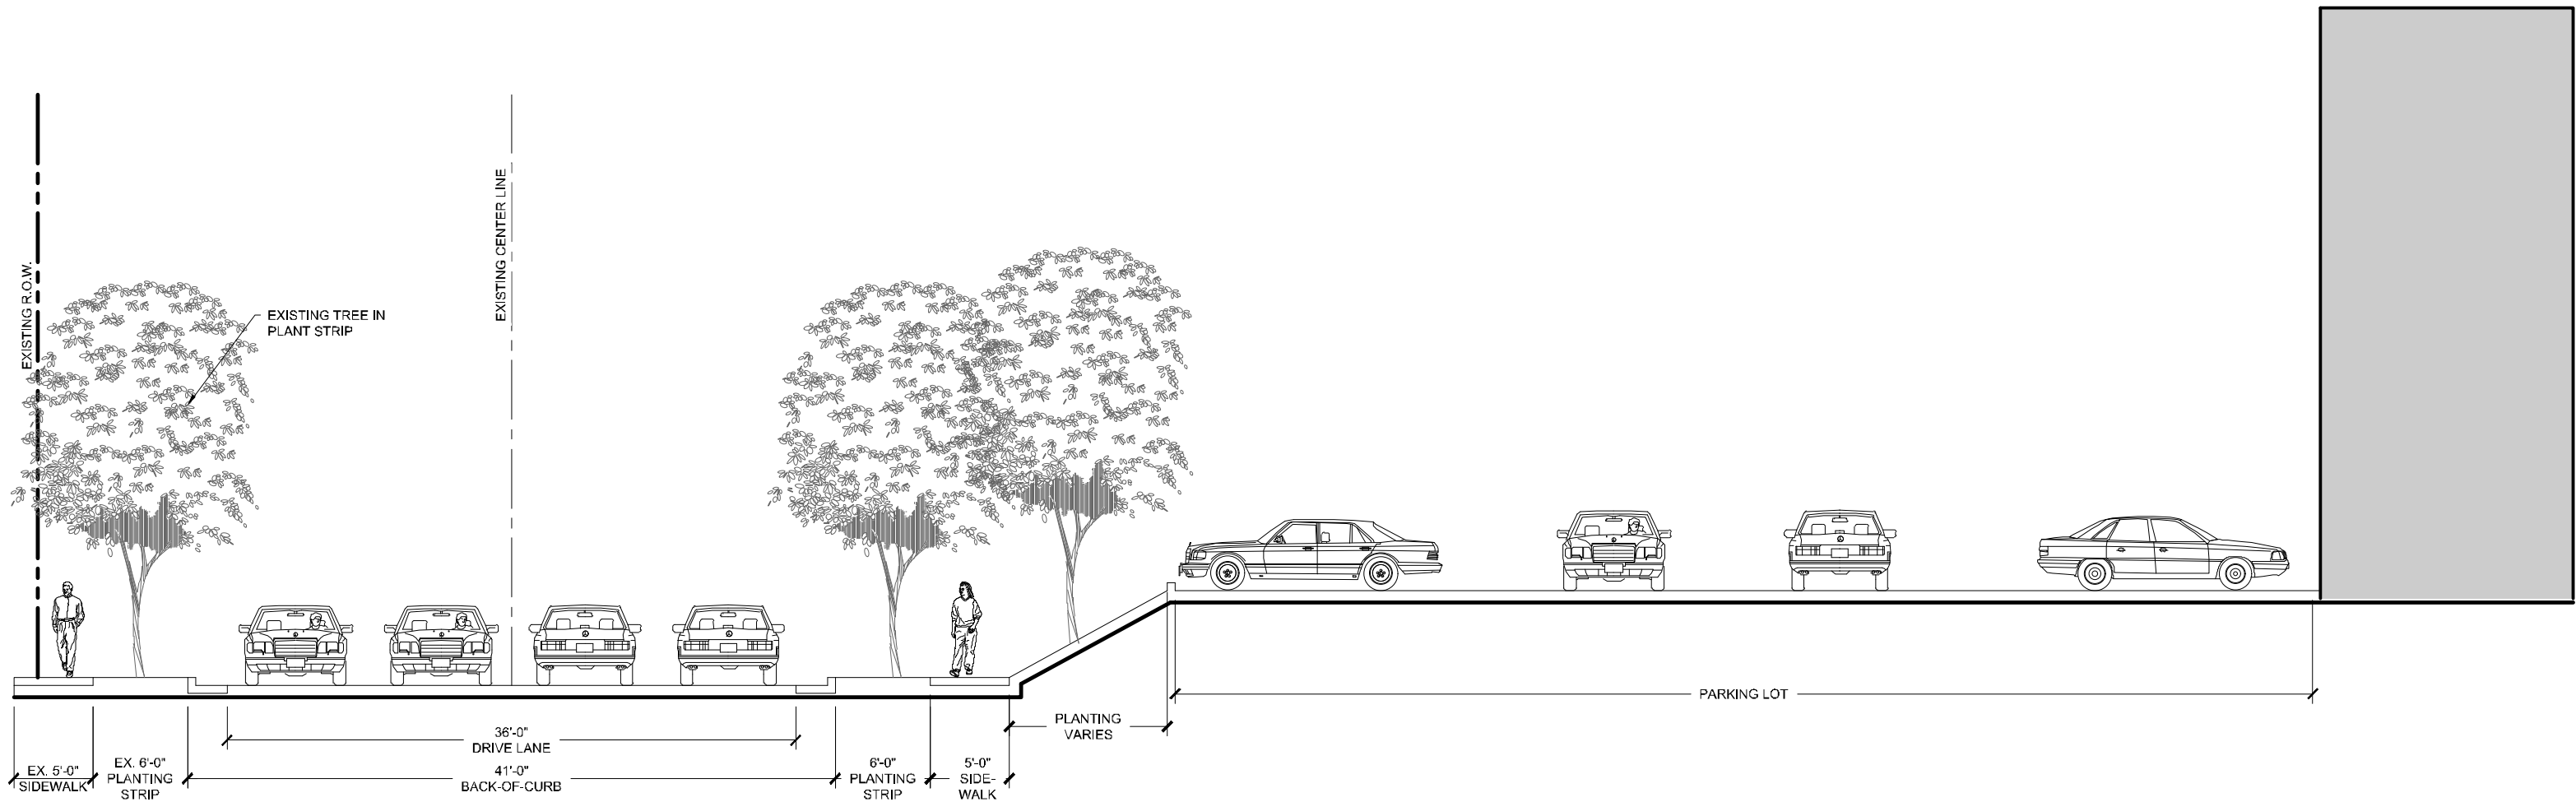 EXISTING R.O.W.
EXISTING CENTER LINE
EXISTING TREE IN
PLANT STRIP
PARKING LOT
PLANTING
VARIES
36'-0"
DRIVE LANE
EX. 5'-0"
SIDEWALK
EX. 6'-0"
PLANTING
STRIP
41'-0"
BACK-OF-CURB
6'-0"
PLANTING
STRIP
5'-0"
SIDE-
WALK